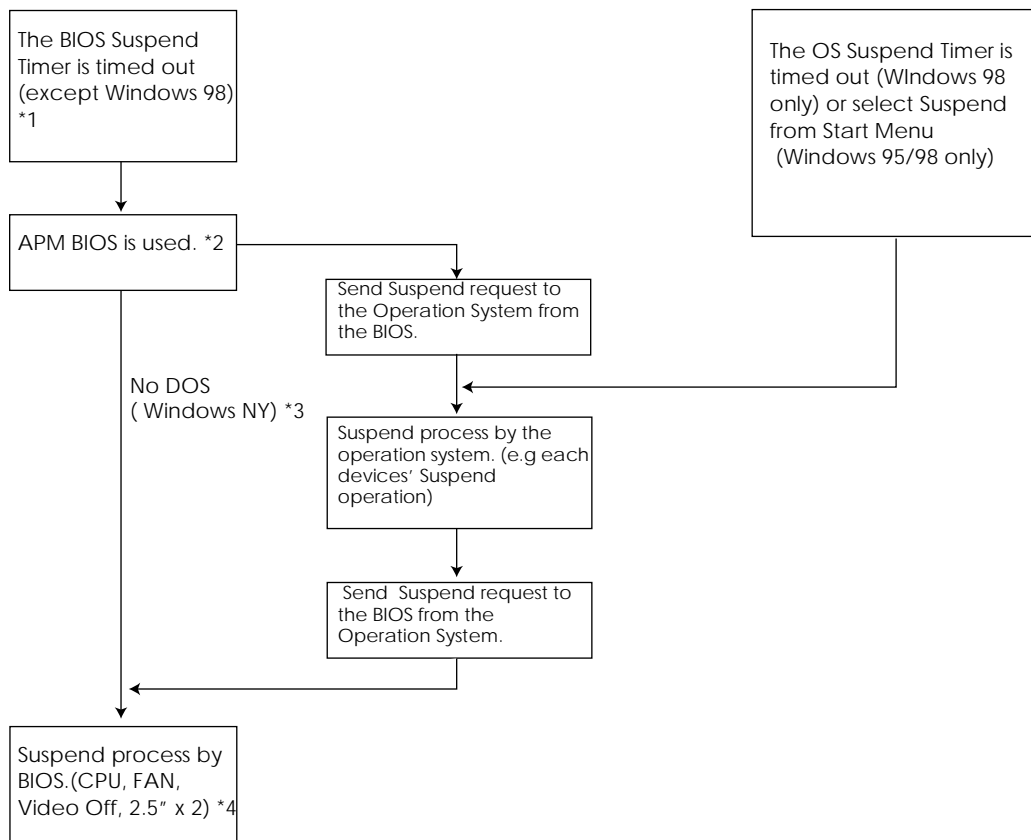 The BIOS Suspend
Timer is timed out
(except Windows 98)
*1
The OS Suspend Timer is
timed out (WIndows 98
only) or select Suspend
from Start Menu
(Windows 95/98 only)
APM BIOS is used. *2
Send Suspend request to
the Operation System from
the BIOS.
No DOS
( Windows NY) *3
Suspend process by the
operation system. (e.g each
devices’ Suspend
operation)
Send Suspend request to
the BIOS from the
Operation System.
Suspend process by
BIOS.(CPU, FAN,
Video Off, 2.5” x 2) *4